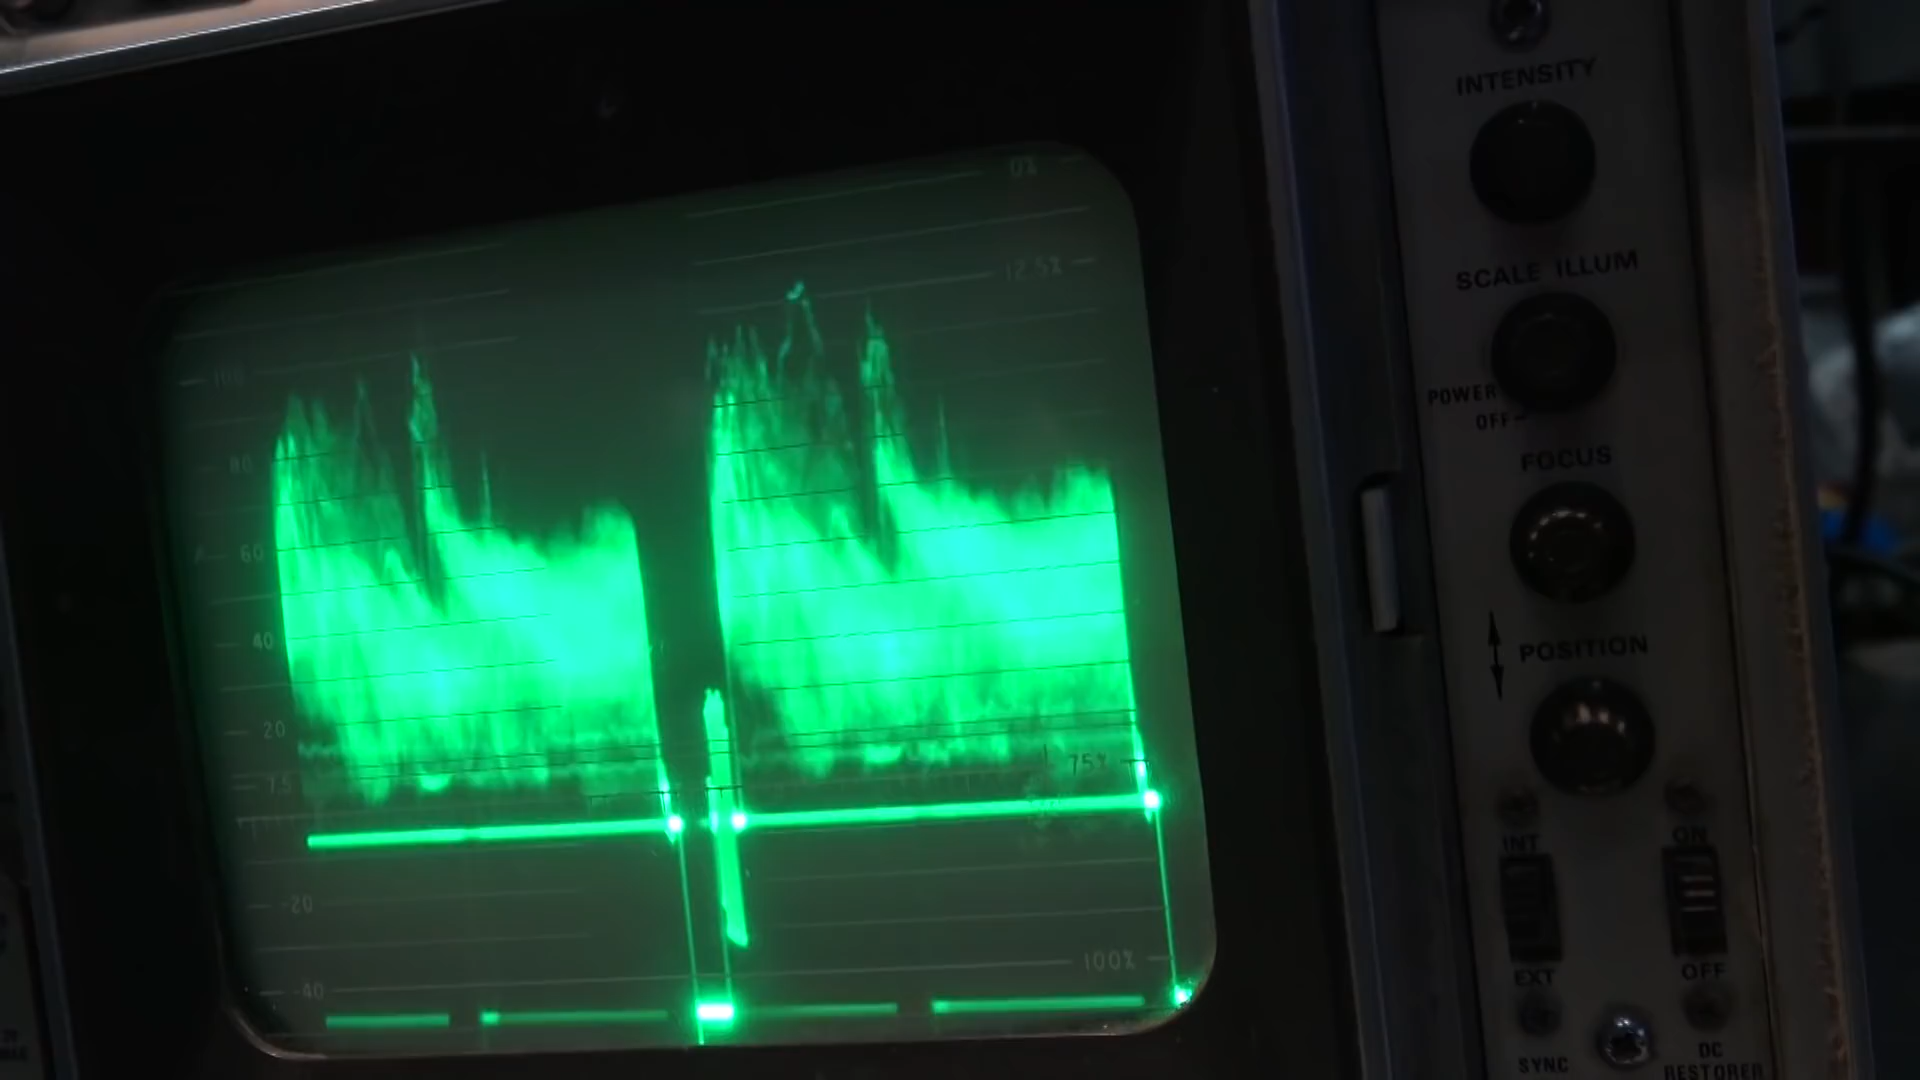 0%
12.5%
100
80
60
40
20
7.5
75%
-20
100%
-40
INTENSITY
SCALE ILLUM
POWER
OFF
FOCUS
POSITION
INT
ON
EXT
OFF
SYNC
DC
RESTORER